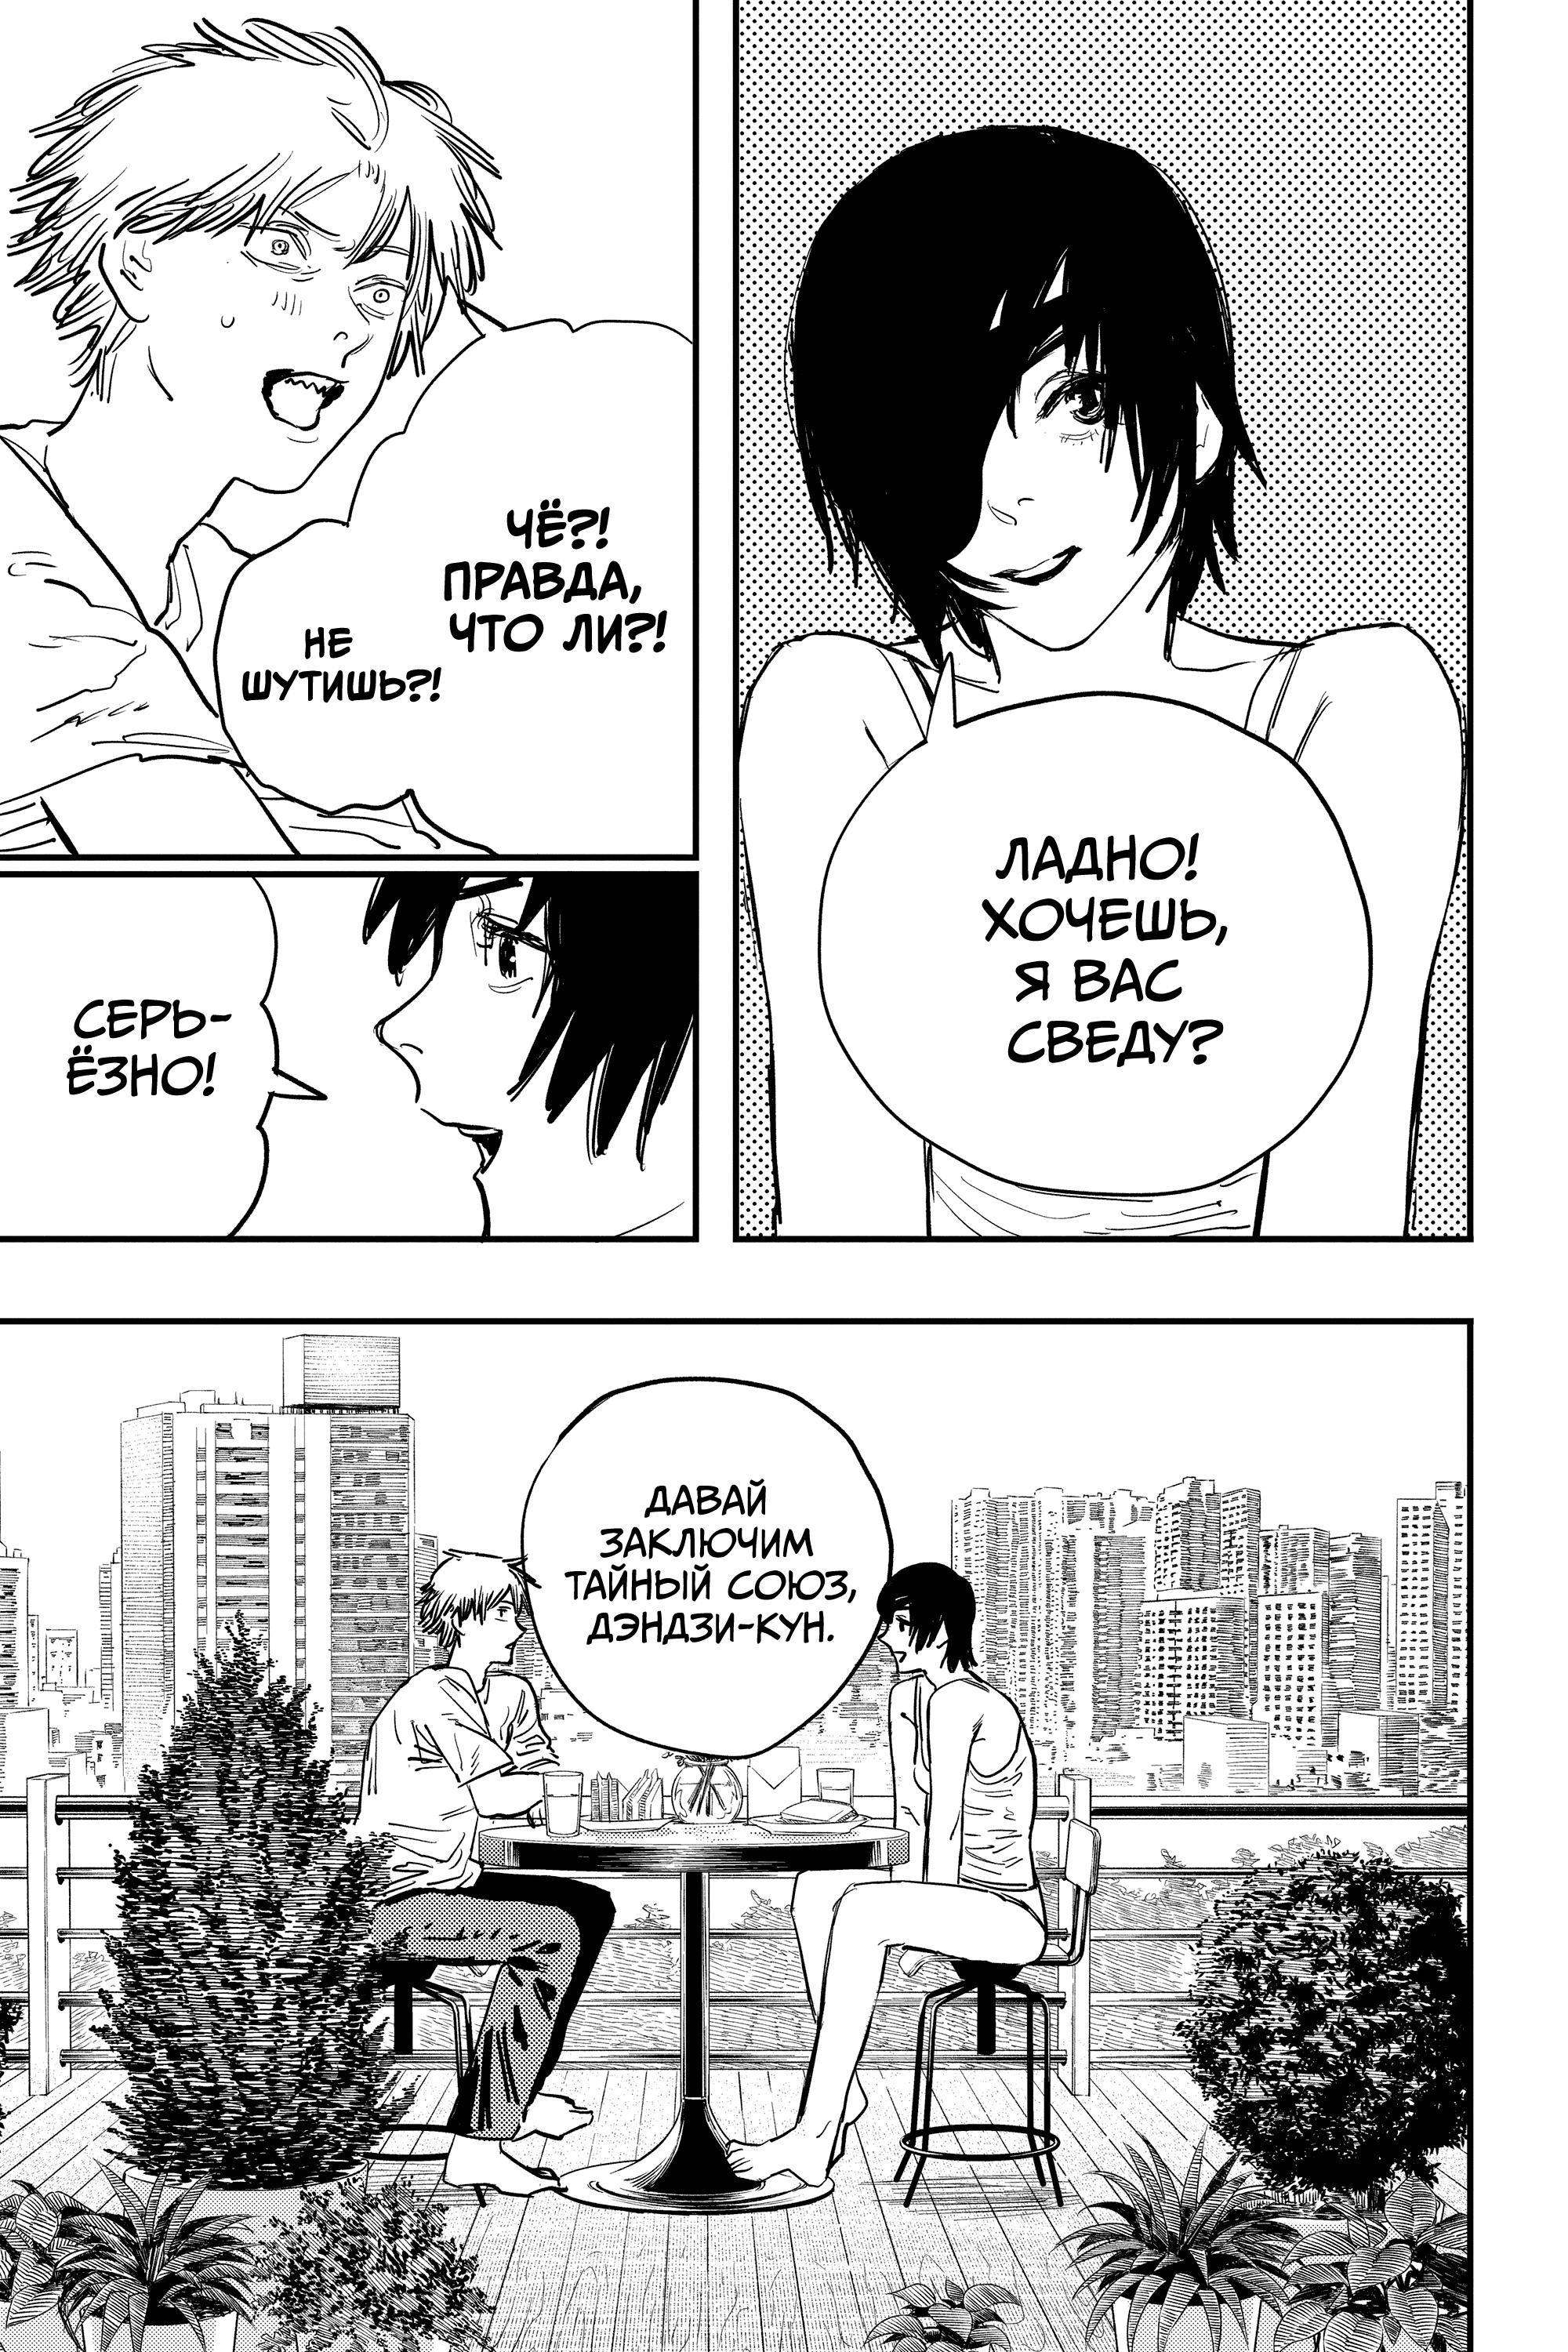 ЛАДНО!
ХОЧЕШЬ,
Я ВАС
СВЕДУ?
ЧЁ?!
ПРАВДА,
ЧТО ЛИ?!
НЕ
ШУТИШЬ?!
СЕРЬ-
ЁЗНО!
ДАВАЙ
ЗАКЛЮЧИМ
ТАЙНЫЙ СОЮЗ,
ДЭНДЗИ-КУН.